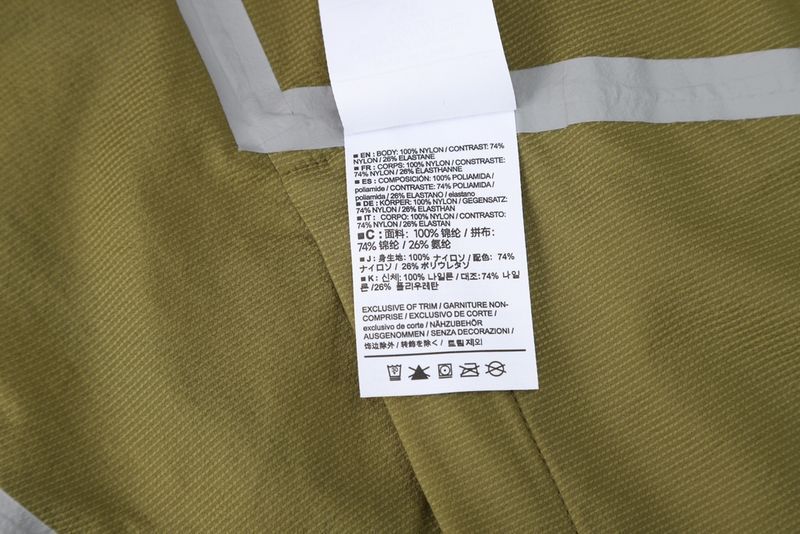 ■ EN : BODY: 100% NYLON / CONTRAST: 74%
NYLON / 26% ELASTANE
■ FR : CORPS: 100% NYLON / CONSTRASTE:
74% NYLON / 26% ELASTHANNE
■ ES : COMPOSICIÓN: 100% POLIAMIDA /
poliamide / CONTRASTE: 74% POLIAMIDA /
poliamida / 26% ELASTANO / elastano
■ DE : KÖRPER: 100% NYLON / GEGENSATZ:
74% NYLON / 26% ELASTHAN
■ IT : CORPO: 100% NYLON / CONTRASTO:
74% NYLON / 26% ELASTAN
■ C : 面料: 100% 锦纶 / 拼布:
74% 锦纶 / 26% 氨纶
■ J : 身生地: 100% ナイロソ / 配色: 74%
ナイロソ / 26% ポリウレタソ
■ K : 신체: 100% 나일론 / 대조: 74% 나일
론 /26% 폴리우레탄
EXCLUSIVE OF TRIM / GARNITURE NON-
COMPRISE / EXCLUSIVO DE CORTE /
exclusivo de corte / NÄHZUBEHÖR
AUSGENOMMEN / SENZA DECORAZIONI /
饰边除外 / 转飾を除く / 트림 제외